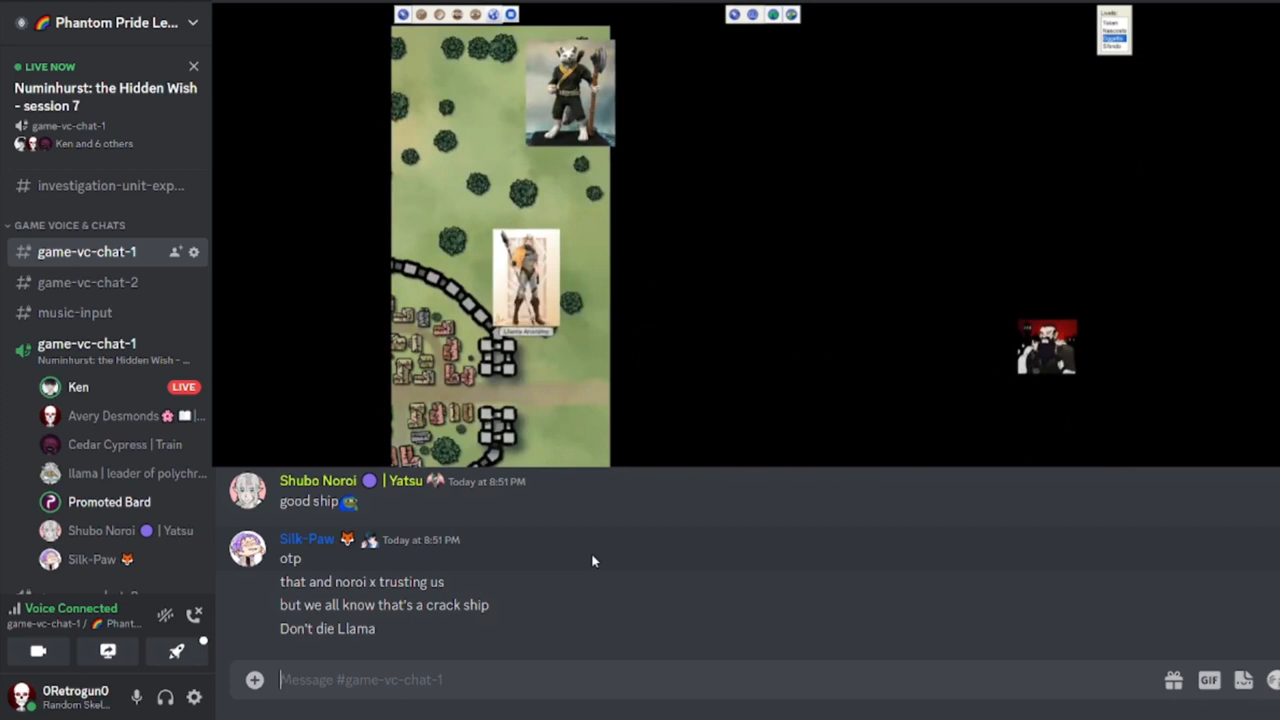 🌈 Phantom Pride Le...
LIVE NOW
Numinhurst: the Hidden Wish
- session 7
game-vc-chat-1
Ken and 6 others
investigation-unit-exp...
GAME VOICE & CHATS
game-vc-chat-1
game-vc-chat-2
music-input
game-vc-chat-1
Numinhurst: the Hidden Wish – ...
Ken LIVE
Avery Desmonds🌸 📖 |...
Cedar Cypress | Train
llama | leader of polychr...
Promoted Bard
Shubo Noroi 🟣 | Yatsu
Silk-Paw 🦊
Voice Connected
game-vc-chat-1 / 🌈 Phant...
0Retrogun0
Random Skel...
Shubo Noroi 🟣 | Yatsu Today at 8:51 PM
good ship
Silk-Paw 🦊 Today at 8:51 PM
otp
that and noroi x trusting us
but we all know that's a crack ship
Don't die Llama
Message #game-vc-chat-1
GIF